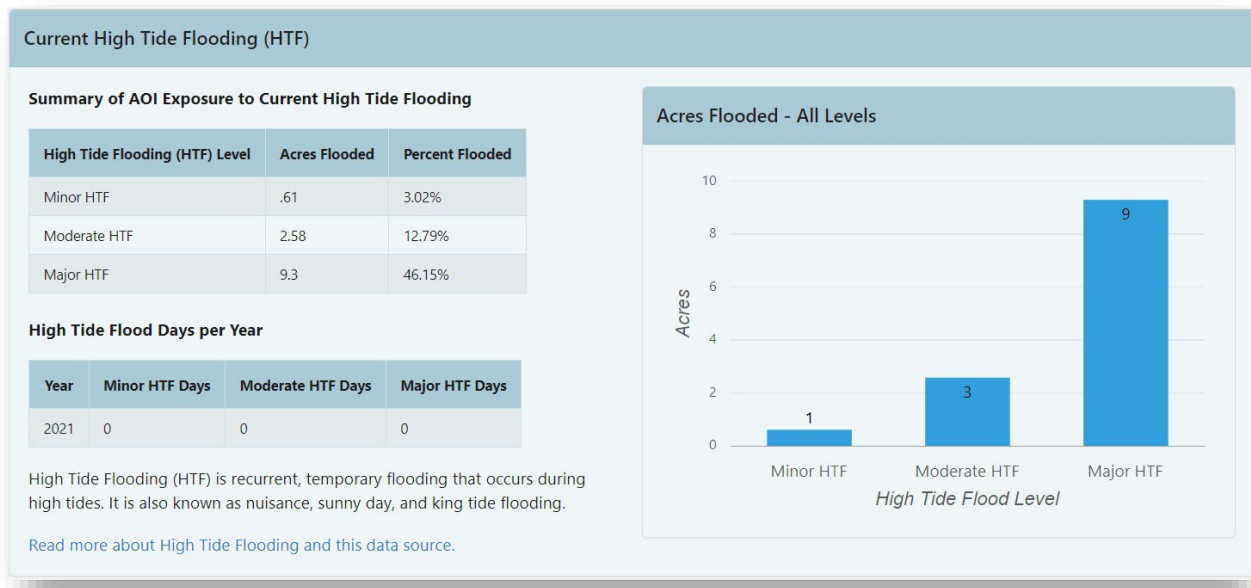 Current High Tide Flooding (HTF)
Summary of AOI Exposure to Current High Tide Flooding
High Tide Flooding (HTF) Level Acres Flooded Percent Flooded
Minor HTF .61 3.02%
Moderate HTF 2.58 12.79%
Major HTF 9.3 46.15%
High Tide Flood Days per Year
Year Minor HTF Days Moderate HTF Days Major HTF Days
2021 0 0 0
High Tide Flooding (HTF) is recurrent, temporary flooding that occurs during
high tides. It is also known as nuisance, sunny day, and king tide flooding.
Read more about High Tide Flooding and this data source.
Acres Flooded - All Levels
Acres
10
8
6
4
2
0
1
3
9
Minor HTF Moderate HTF Major HTF
High Tide Flood Level